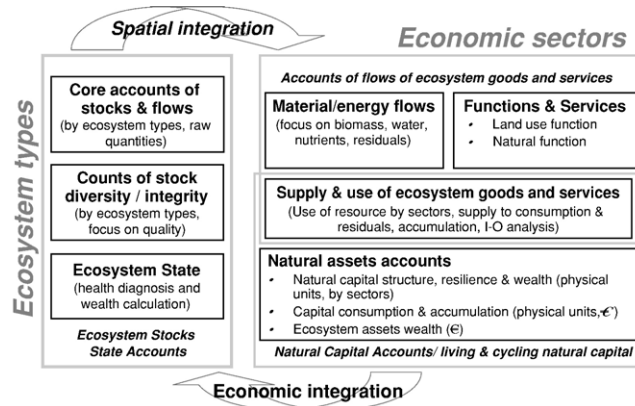 Spatial integration
Economic sectors
Ecosystem types
Core accounts of
stocks & flows
(by ecosystem types, raw
quantities)
Counts of stock
diversity / integrity
(by ecosystem types,
focus on quality)
Ecosystem State
(health diagnosis and
wealth calculation)
Ecosystem Stocks
State Accounts
Accounts of flows of ecosystem goods and services
Material/energy flows
(focus on biomass, water,
nutrients, residuals)
Functions & Services
• Land use function
• Natural function
Supply & use of ecosystem goods and services
(Use of resource by sectors, supply to consumption &
residuals, accumulation, I-O analysis)
Natural assets accounts
• Natural capital structure, resilience & wealth (physical
units, by sectors)
• Capital consumption & accumulation (physical units,€)
• Ecosystem assets wealth (€)
Natural Capital Accounts/ living & cycling natural capital
Economic integration